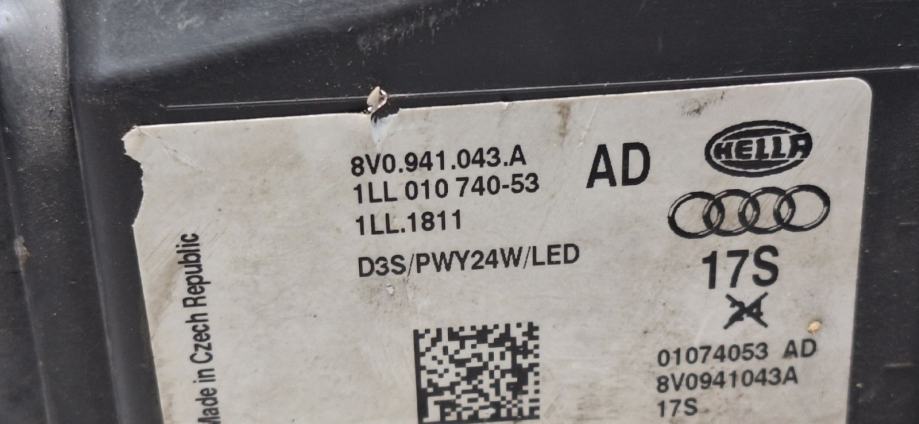 8V0.941.043.A
1LL 010 740-53
1LL.1811
D3S/PWY24W/LED
AD
HELLA
17S
24
01074053 AD
8V0941043A
17S
Made in Czech Republic